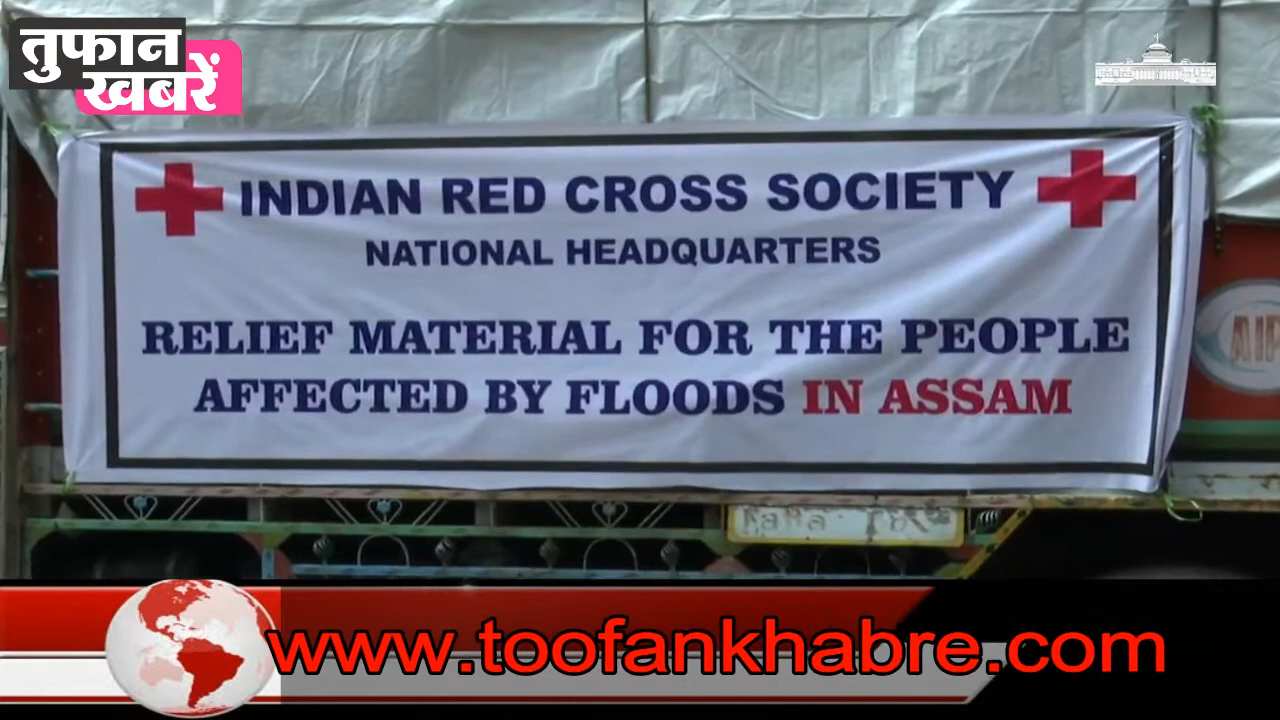 तुफान
खबरें
INDIAN RED CROSS SOCIETY
NATIONAL HEADQUARTERS
RELIEF MATERIAL FOR THE PEOPLE
AFFECTED BY FLOODS IN ASSAM
www.toofankhabre.com